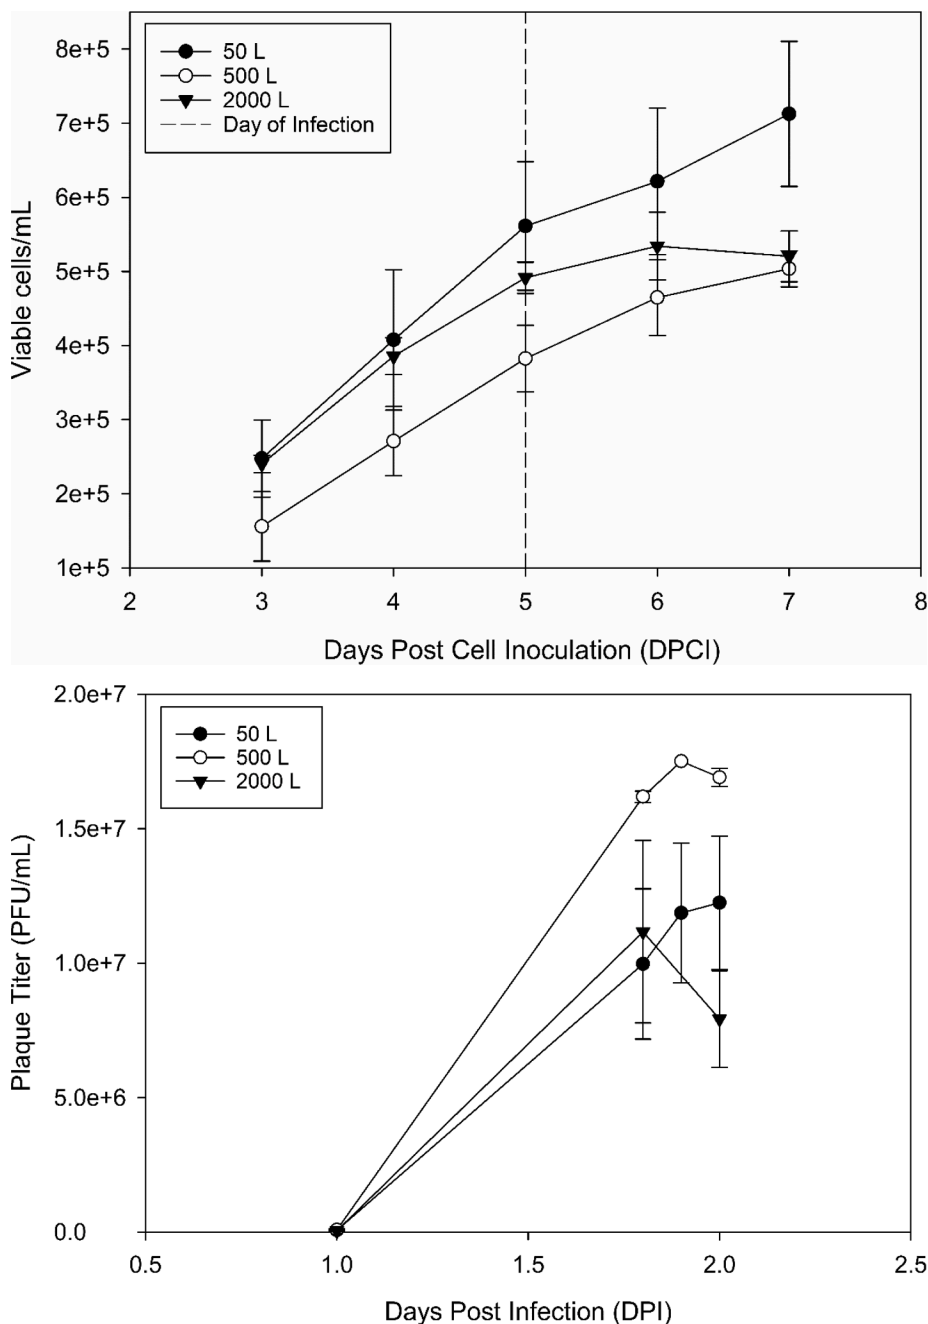 8e+5
7e+5
6e+5
5e+5
4e+5
3e+5
2e+5
1e+5
Viable cells/mL
50 L
500 L
2000 L
Day of Infection
2 3 4 5 6 7 8
Days Post Cell Inoculation (DPCI)
2.0e+7
1.5e+7
1.0e+7
5.0e+6
0.0
Plaque Titer (PFU/mL)
50 L
500 L
2000 L
0.5 1.0 1.5 2.0 2.5
Days Post Infection (DPI)